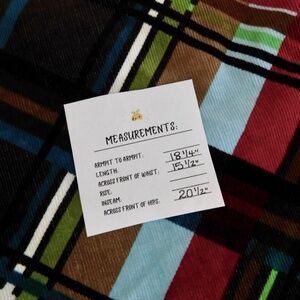 MEASUREMENTS:
ARMPIT TO ARMPIT: 18 1/4"
LENGTH: 15 1/2"
ACROSS FRONT OF WAIST:
RISE:
INSEAM:
ACROSS FRONT OF HIPS: 20 1/2"